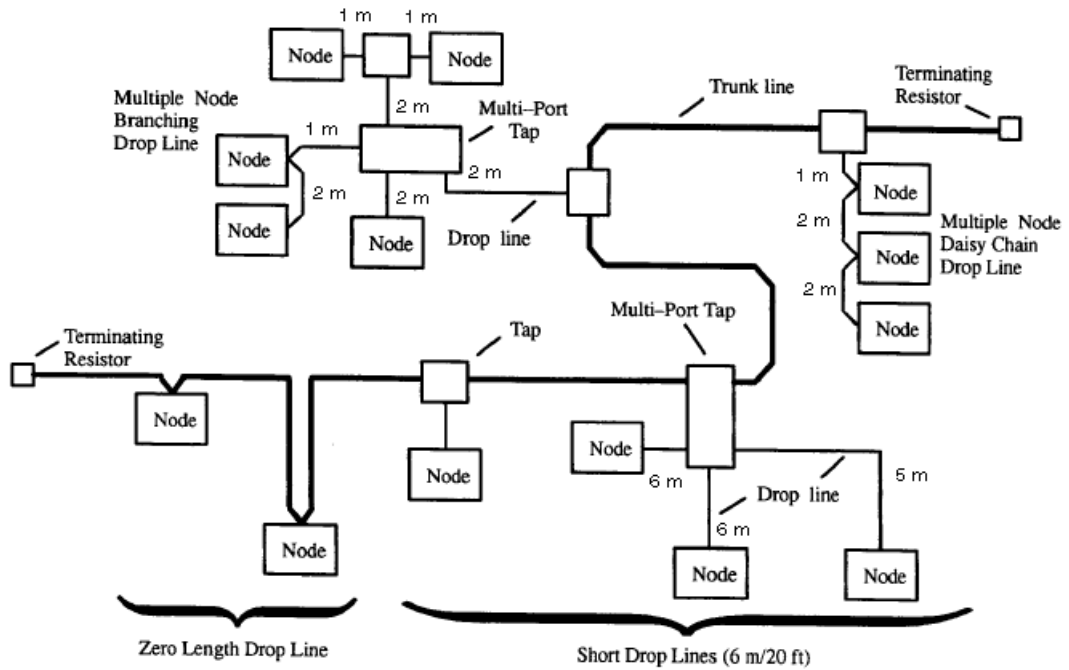 1 m
1 m
Node
Node
Multiple Node
Branching
Drop Line
2 m
Multi–Port
Tap
Trunk line
Terminating
Resistor
1 m
Node
2 m
2 m
2 m
Node
Node
Drop line
1 m
Node
2 m
Node
Multiple Node
Daisy Chain
Drop Line
2 m
Node
Terminating
Resistor
Tap
Multi–Port Tap
Node
Node
Node
Node
6 m
Drop line
5 m
6 m
Node
Node
Node
Zero Length Drop Line
Short Drop Lines (6 m/20 ft)